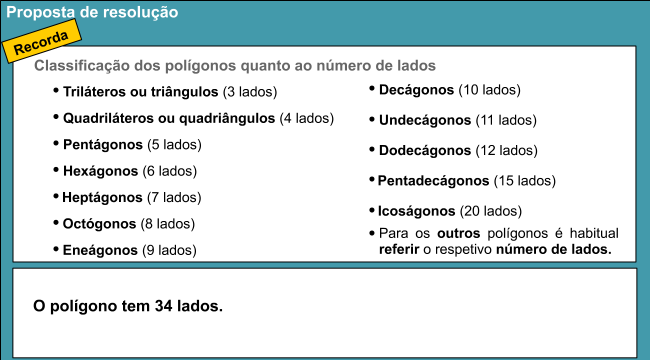 Proposta de resolução
Recorda
Classificação dos polígonos quanto ao número de lados
• Triláteros ou triângulos (3 lados)
• Quadriláteros ou quadriângulos (4 lados)
• Pentágonos (5 lados)
• Hexágonos (6 lados)
• Heptágonos (7 lados)
• Octógonos (8 lados)
• Eneágonos (9 lados)
• Decágonos (10 lados)
• Undecágonos (11 lados)
• Dodecágonos (12 lados)
• Pentadecágonos (15 lados)
• Icoságonos (20 lados)
• Para os outros polígonos é habitual
referir o respetivo número de lados.
O polígono tem 34 lados.